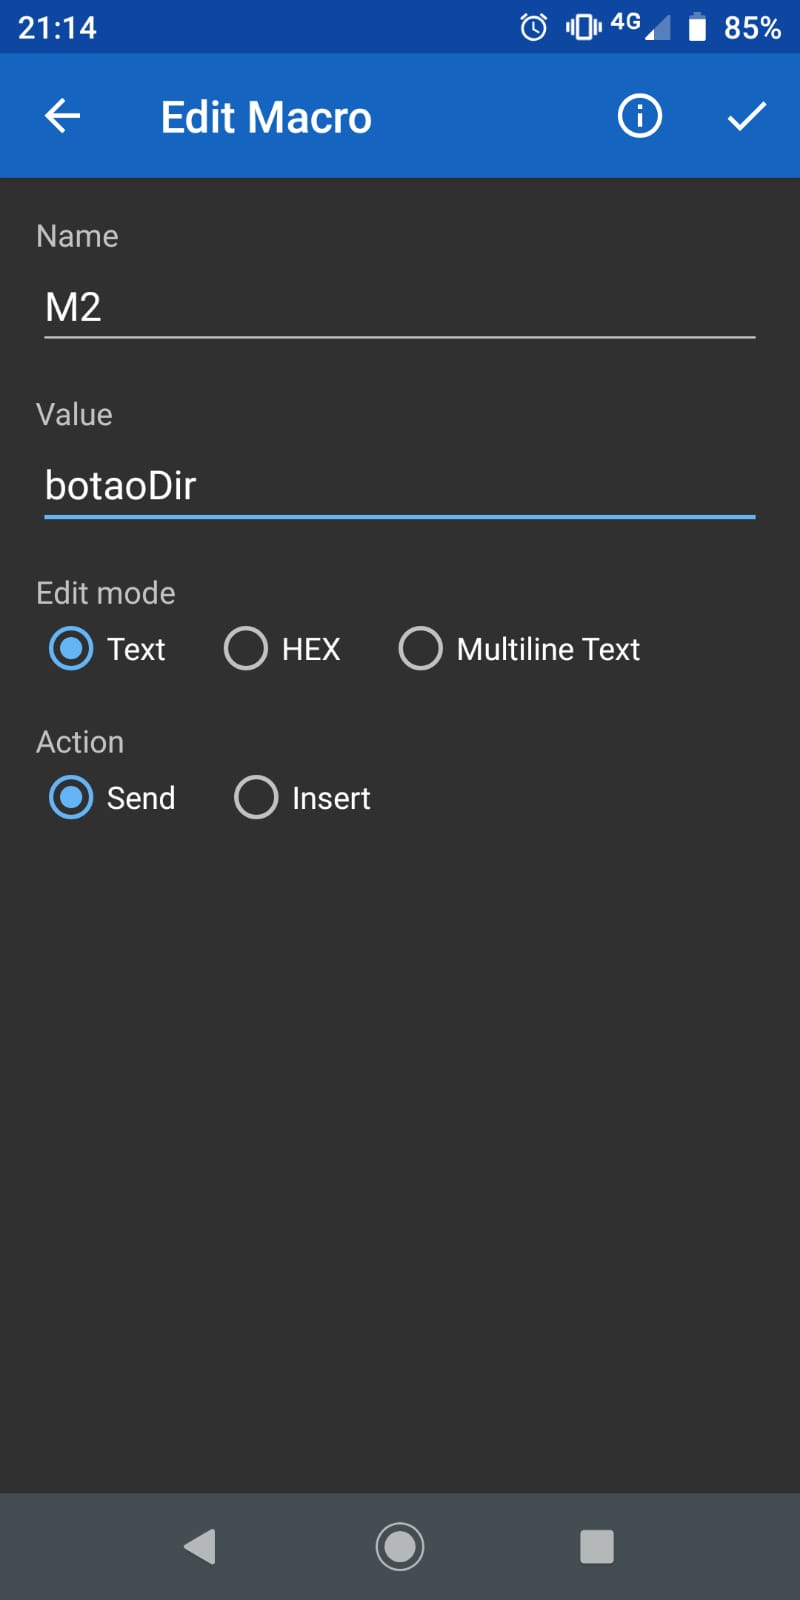 21:14 4G 85%
Edit Macro
Name
M2
Value
botaoDir
Edit mode
Text HEX Multiline Text
Action
Send Insert